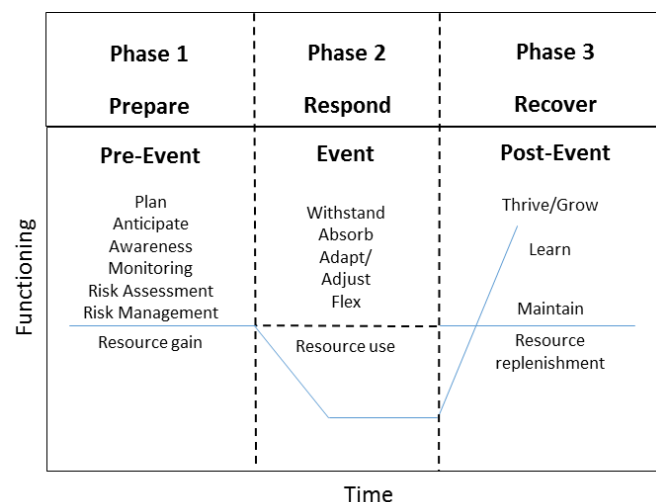 Phase 1
Prepare
Phase 2
Respond
Phase 3
Recover
Functioning
Pre-Event
Plan
Anticipate
Awareness
Monitoring
Risk Assessment
Risk Management
Resource gain
Event
Withstand
Absorb
Adapt/
Adjust
Flex
Resource use
Post-Event
Thrive/Grow
Learn
Maintain
Resource
replenishment
Time